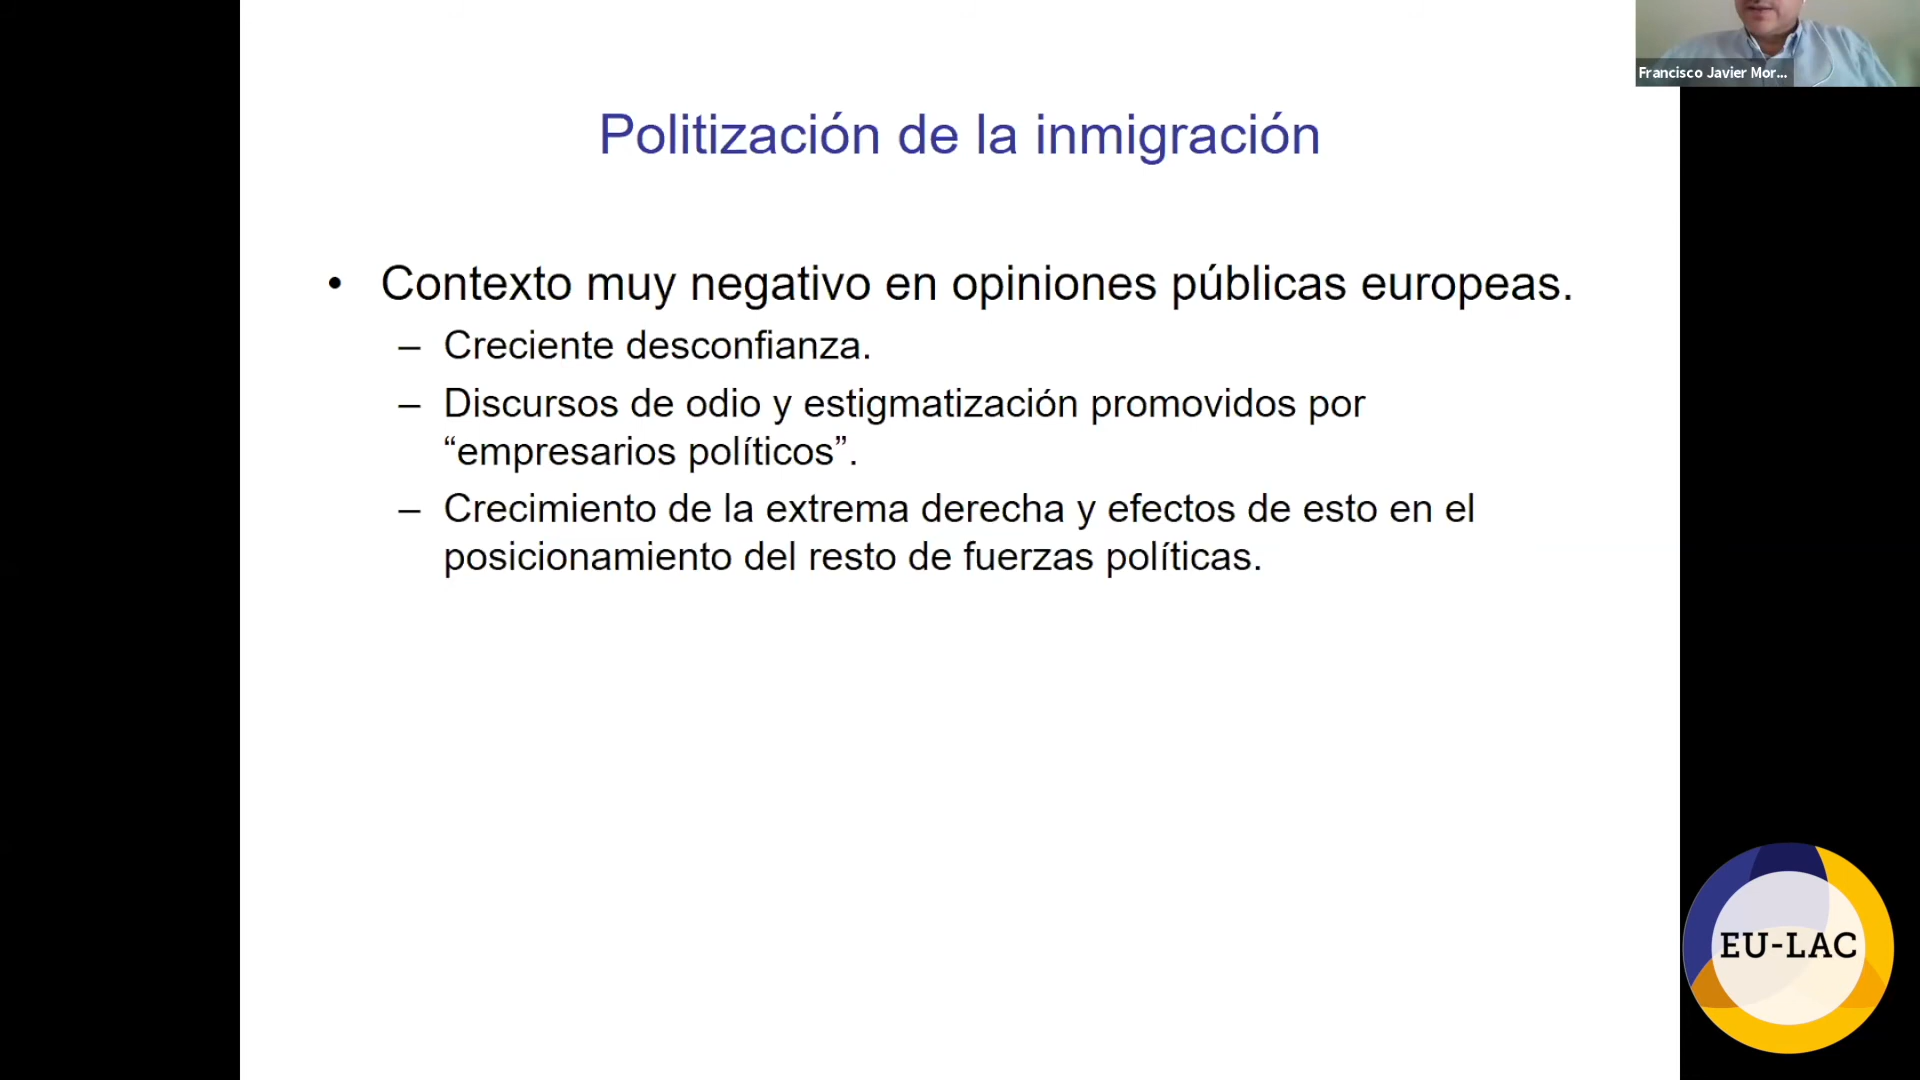 Francisco Javier Mor...
Politización de la inmigración
• Contexto muy negativo en opiniones públicas europeas.
– Creciente desconfianza.
– Discursos de odio y estigmatización promovidos por
“empresarios políticos”.
– Crecimiento de la extrema derecha y efectos de esto en el
posicionamiento del resto de fuerzas políticas.
EU-LAC